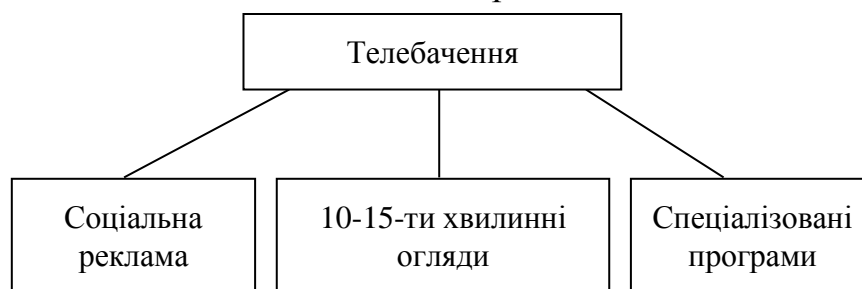 Телебачення
Соціальна
реклама
10-15-ти хвилинні
огляди
Спеціалізовані
програми